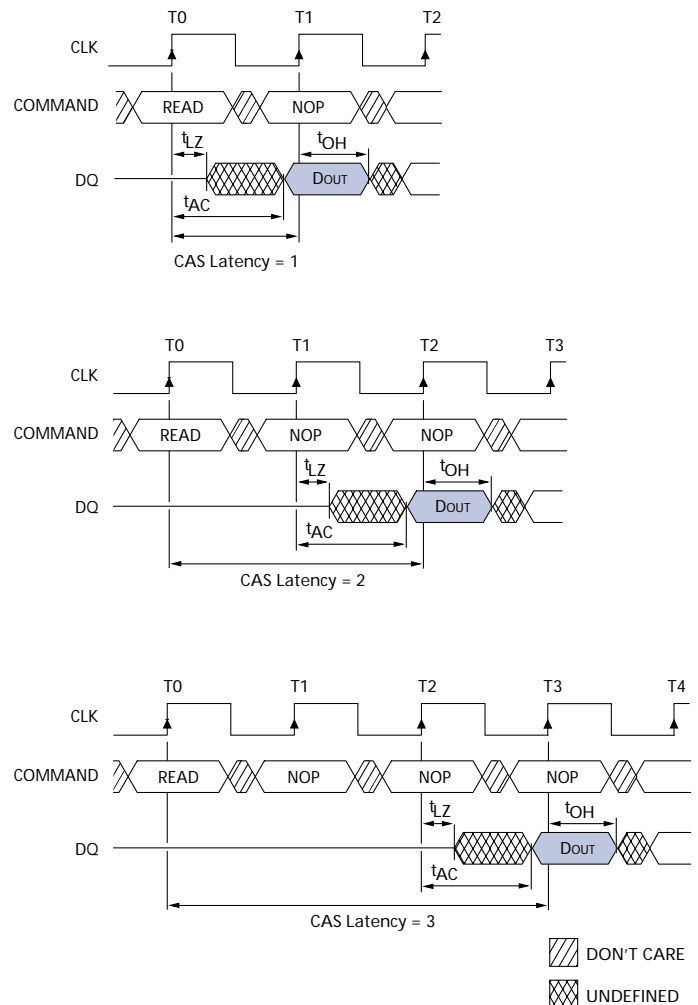 T0 T1 T2
CLK
COMMAND READ NOP
tLZ tOH
DQ DOUT
tAC
CAS Latency = 1
T0 T1 T2 T3
CLK
COMMAND READ NOP NOP
tLZ tOH
DQ DOUT
tAC
CAS Latency = 2
T0 T1 T2 T3 T4
CLK
COMMAND READ NOP NOP NOP
tLZ tOH
DQ DOUT
tAC
CAS Latency = 3
DON'T CARE
UNDEFINED